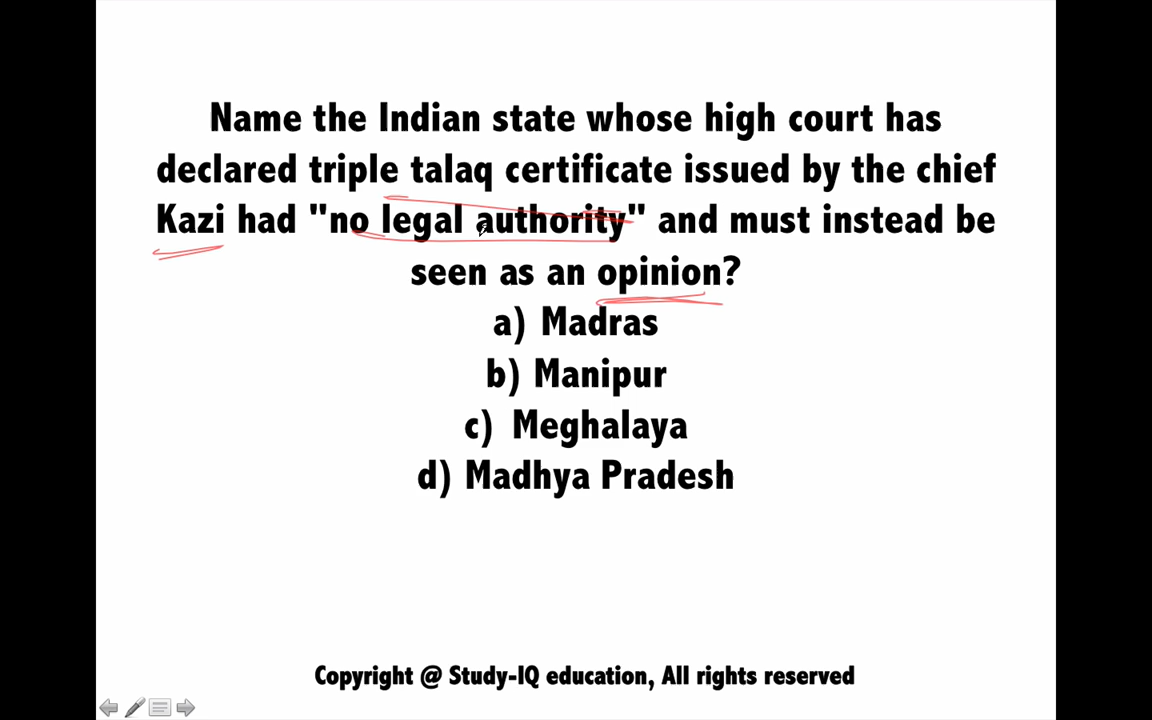 Name the Indian state whose high court has
declared triple talaq certificate issued by the chief
Kazi had "no legal authority" and must instead be
seen as an opinion?
a) Madras
b) Manipur
c) Meghalaya
d) Madhya Pradesh
Copyright @ Study-IQ education, All rights reserved